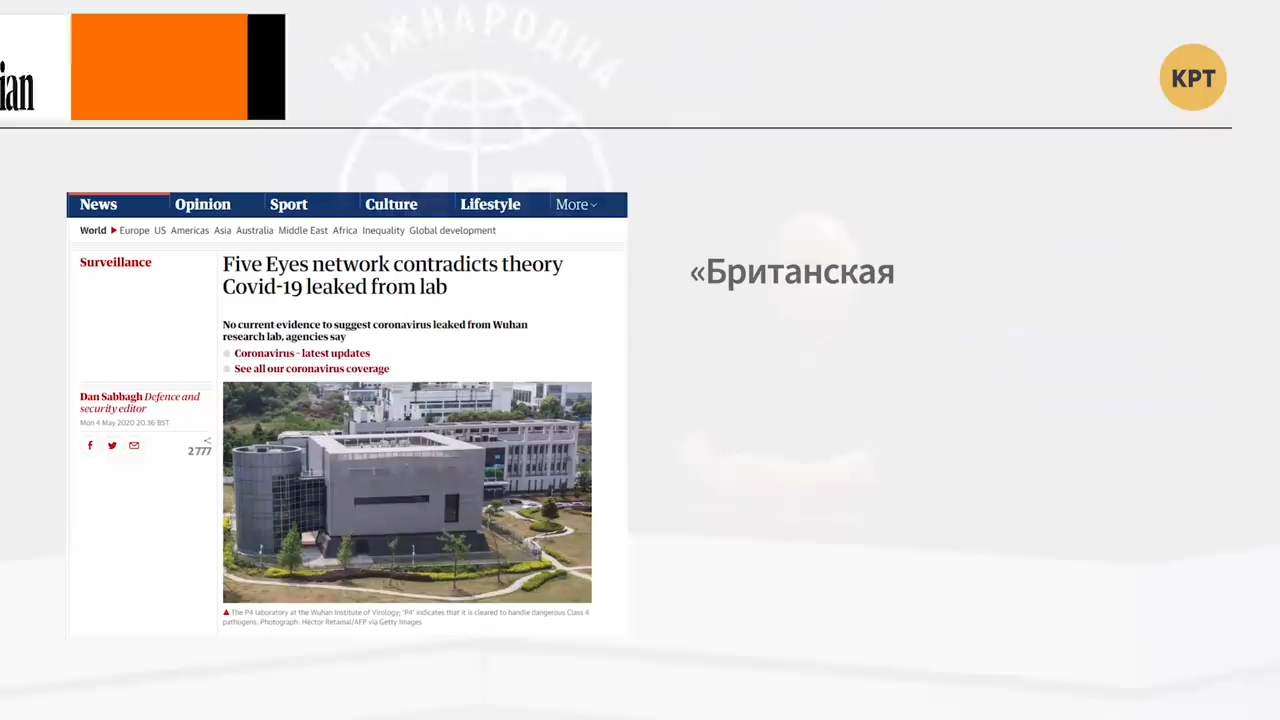 МІЖНАРОДНА
ian
КРТ
News Opinion Sport Culture Lifestyle More
World Europe US Americas Asia Australia Middle East Africa Inequality Global development
Surveillance
Five Eyes network contradicts theory
Covid-19 leaked from lab
No current evidence to suggest coronavirus leaked from Wuhan
research lab, agencies say
Coronavirus - latest updates
See all our coronavirus coverage
Dan Sabbagh Defence and
security editor
Mon 4 May 2020 20.36 BST
2777
The P4 laboratory at the Wuhan Institute of Virology; 'P4' indicates that it is cleared to handle dangerous Class 4
pathogens. Photograph: Héctor Retamal/AFP via Getty Images
«Британская